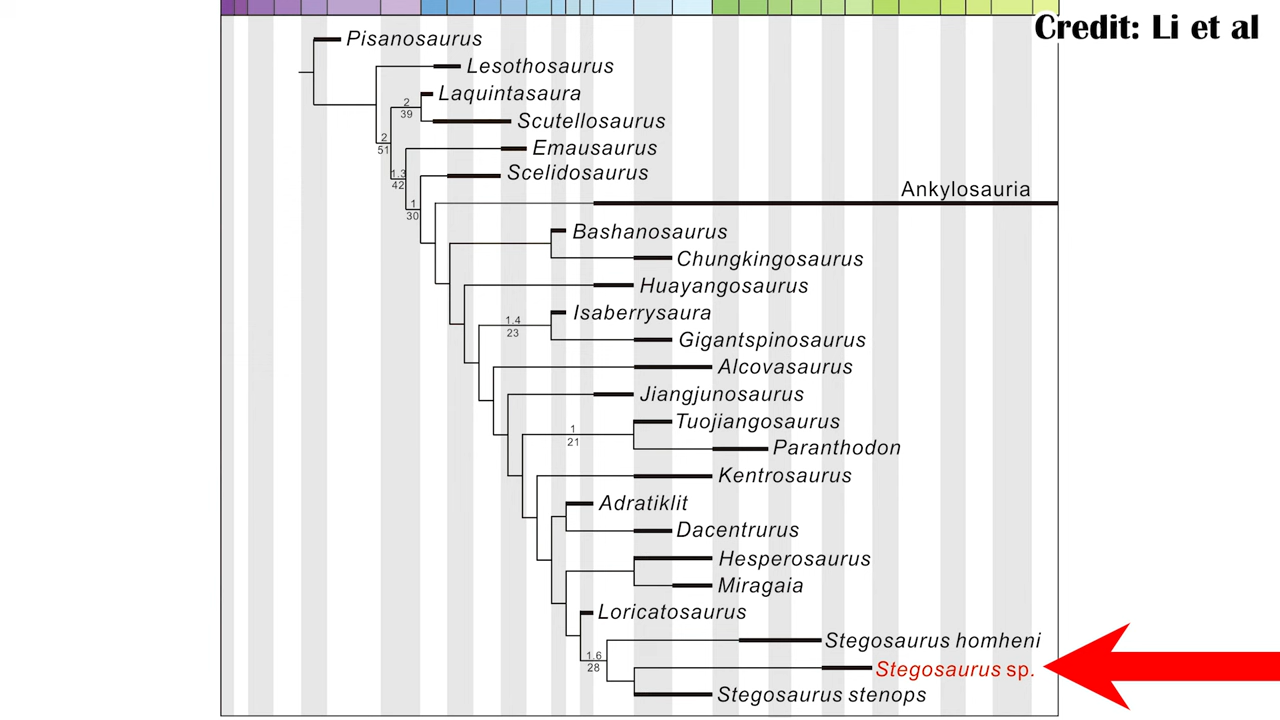 Credit: Li et al
Pisanosaurus
Lesothosaurus
Laquintasaura
2
39
Scutellosaurus
2
51
Emausaurus
1.3
42
Scelidosaurus
1
30
Ankylosauria
Bashanosaurus
Chungkingosaurus
Huayangosaurus
Isaberrysaura
1.4
23
Gigantspinosaurus
Alcovasaurus
Jiangjunosaurus
Tuojiangosaurus
1
21
Paranthodon
Kentrosaurus
Adratiklit
Dacentrurus
Hesperosaurus
Miragaia
Loricatosaurus
Stegosaurus homheni
1.6
28
Stegosaurus sp.
Stegosaurus stenops